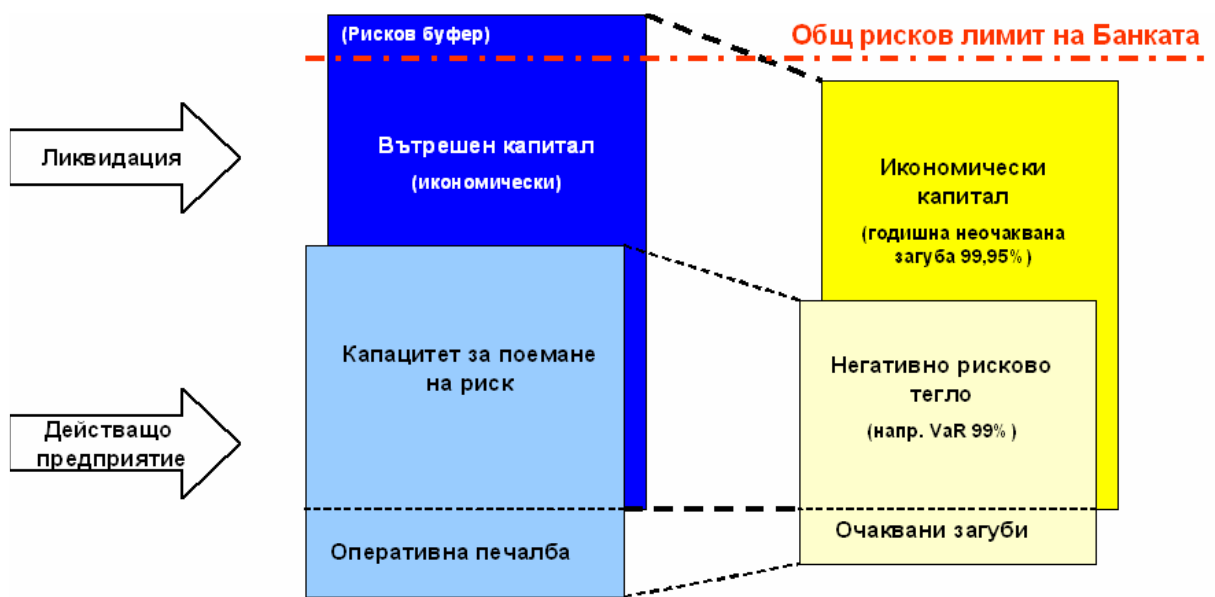 (Рисков буфер)
Общ рисков лимит на Банката
Ликвидация
Вътрешен капитал
(икономически)
Икономически
капитал
(годишна неочаквана
загуба 99,95%)
Капацитет за поемане
на риск
Негативно рисково
тегло
(напр. VaR 99%)
Действащо
предприятие
Оперативна печалба
Очаквани загуби